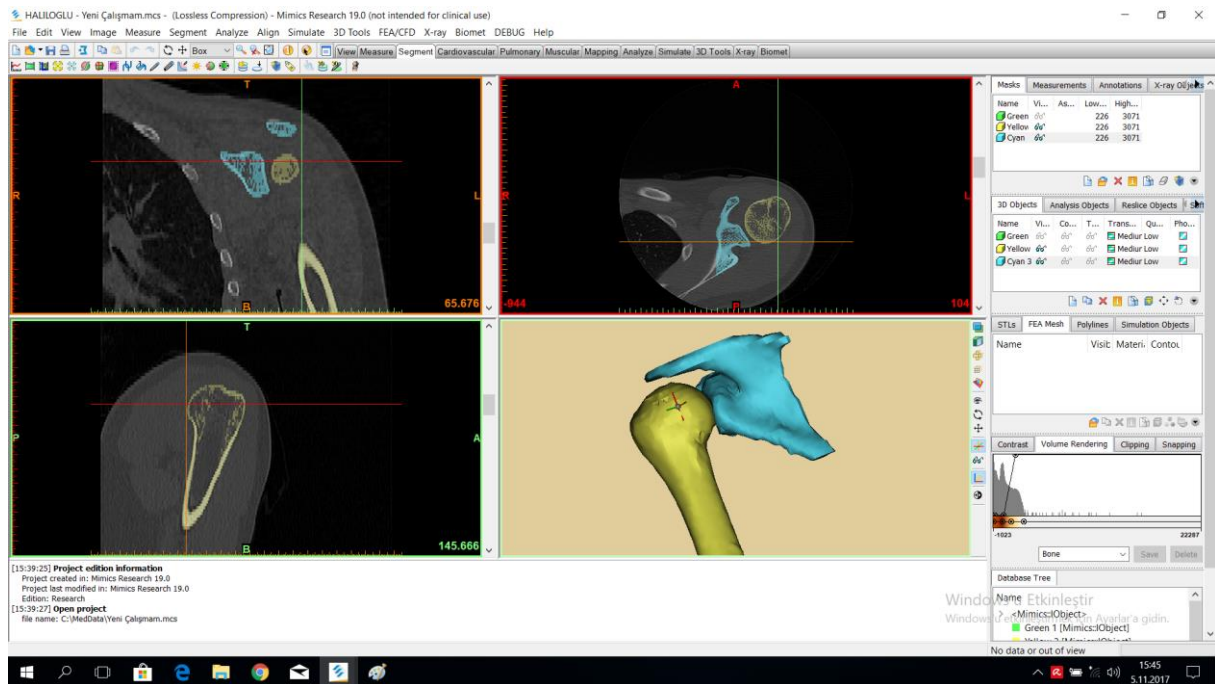 HALILOGLU - Yeni Çalışmam.mcs - (Lossless Compression) - Mimics Research 19.0 (not intended for clinical use)
File Edit View Image Measure Segment Analyze Align Simulate 3D Tools FEA/CFD X-ray Biomet DEBUG Help
Box View Measure Segment Cardiovascular Pulmonary Muscular Mapping Analyze Simulate 3D Tools X-ray Biomet
T
R
L
B
65.676
A
R
L
-944
104
T
P
A
B
145.666
Masks Measurements Annotations X-ray Objects
Name Vi... As... Low... High...
Green 226 3071
Yellow 226 3071
Cyan 226 3071
3D Objects Analysis Objects Reslice Objects
Name Vi... Co... T... Trans... Qu... Pho...
Green Mediur Low
Yellow Mediur Low
Cyan 3 Mediur Low
STLs FEA Mesh Polylines Simulation Objects
Name Visit Materi. Contou
Contrast Volume Rendering Clipping Snapping
-1023 22287
Bone Save Delete
Database Tree
Name
<Mimics::IObject>
Green 1 [Mimics::IObject]
[15:39:25] Project edition information
Project created in: Mimics Research 19.0
Project last modified in: Mimics Research 19.0
Edition: Research
[15:39:27] Open project
file name: C:\MedData\Yeni Çalışmam.mcs
Windows'u Etkinleştir
No data or out of view
15:45
5.11.2017